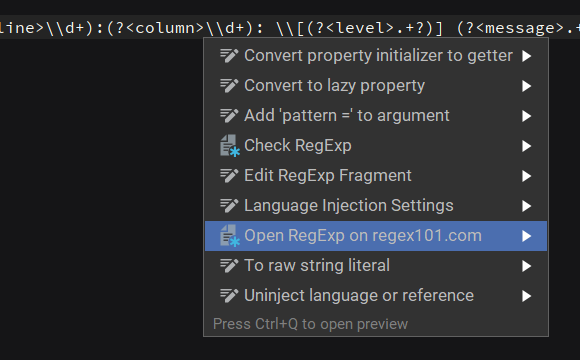 line>\\d+):(?<column>\\d+): \\[(?<level>.+?)] (?<message>.+
Convert property initializer to getter
Convert to lazy property
Add 'pattern =' to argument
Check RegExp
Edit RegExp Fragment
Language Injection Settings
Open RegExp on regex101.com
To raw string literal
Uninject language or reference
Press Ctrl+Q to open preview